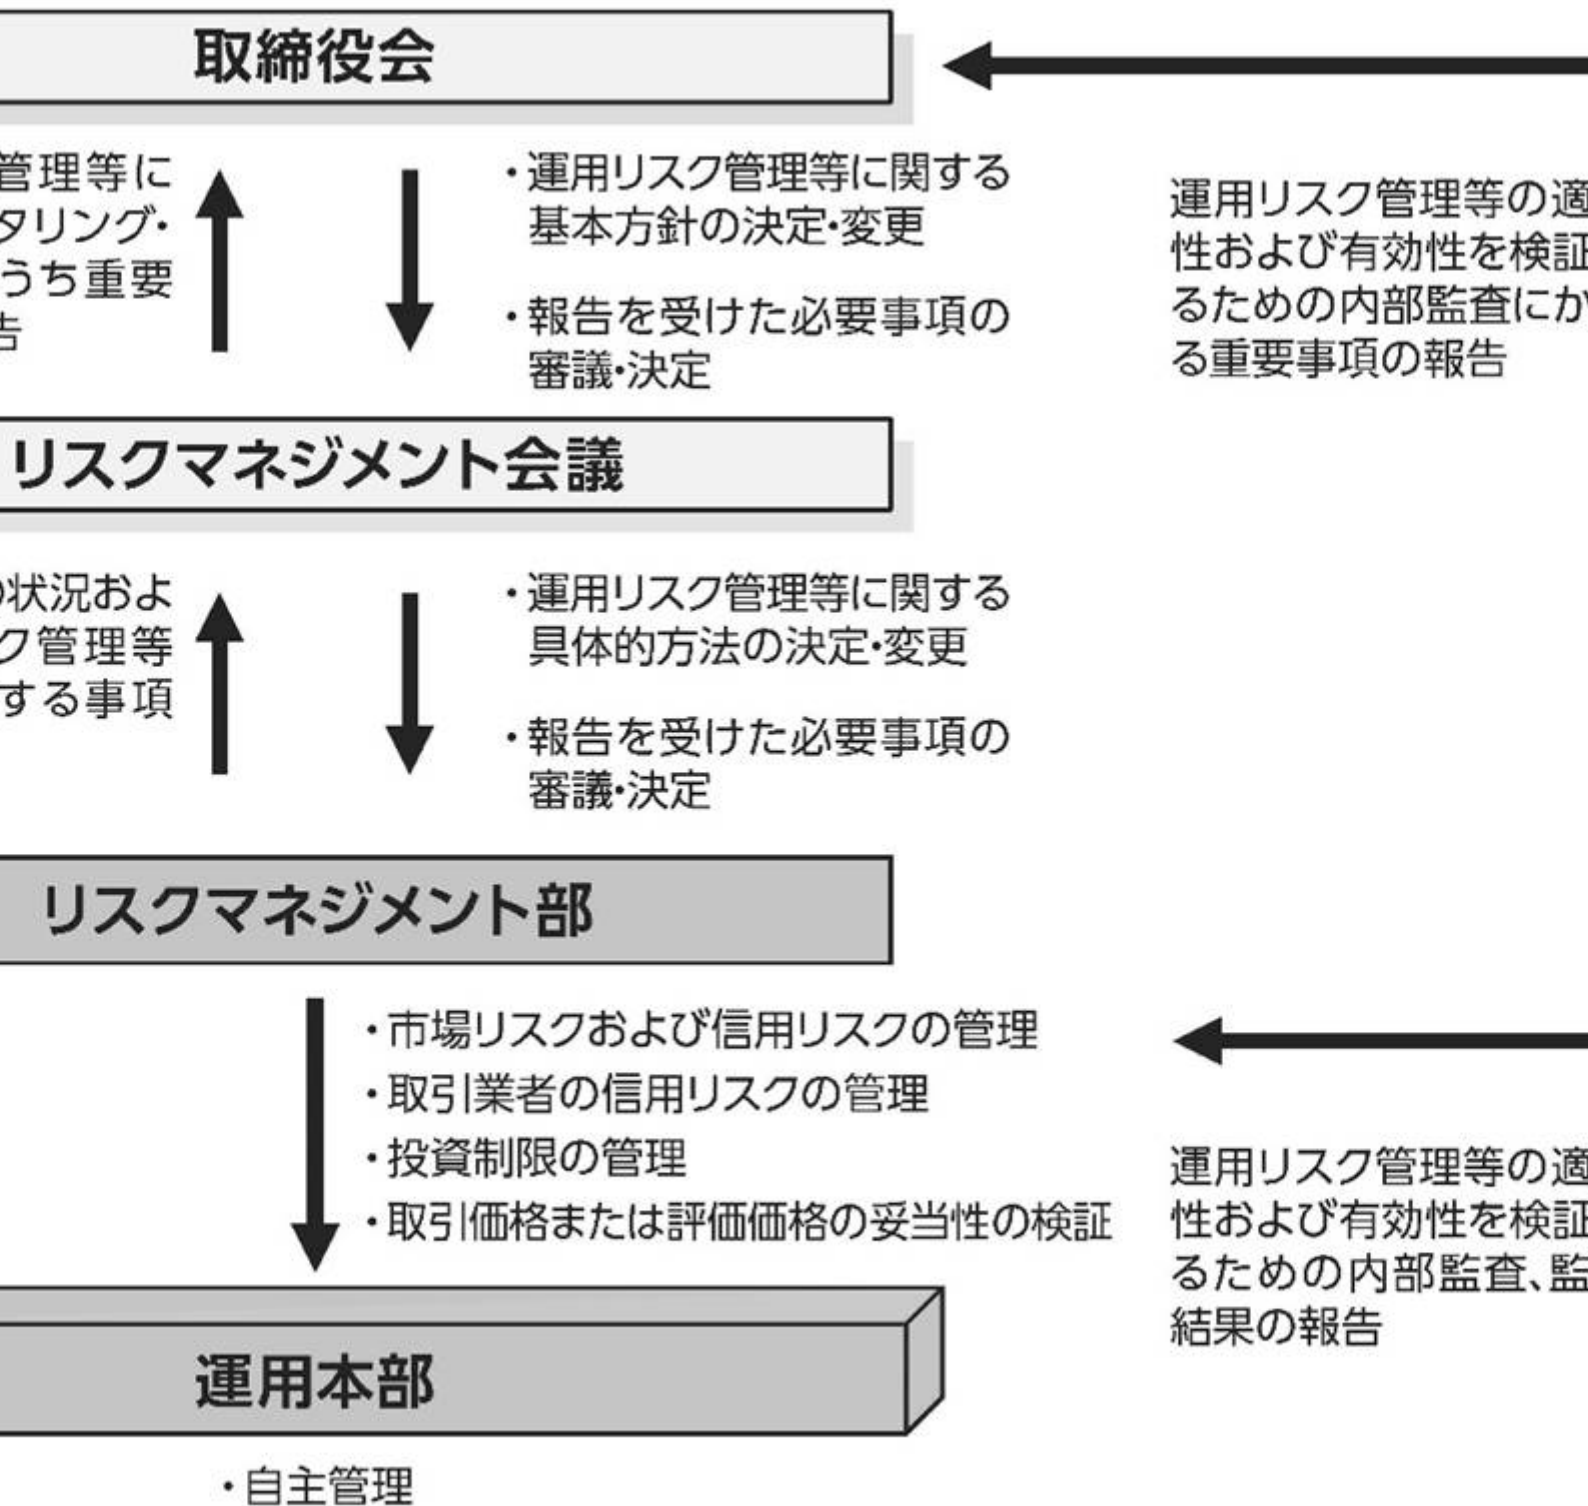 取締役会
管理等に
タリング・
うち重要
告
・運用リスク管理等に関する
基本方針の決定・変更
・報告を受けた必要事項の
審議・決定
運用リスク管理等の適
性および有効性を検証
るための内部監査にか
る重要事項の報告
リスクマネジメント会議
の状況およ
ク管理等
する事項
・運用リスク管理等に関する
具体的方法の決定・変更
・報告を受けた必要事項の
審議・決定
リスクマネジメント部
・市場リスクおよび信用リスクの管理
・取引業者の信用リスクの管理
・投資制限の管理
・取引価格または評価価格の妥当性の検証
運用リスク管理等の適
性および有効性を検証
るための内部監査、監
結果の報告
運用本部
・自主管理